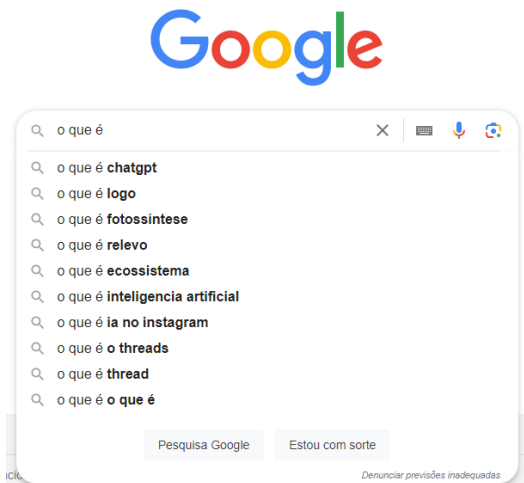 Google
o que é
o que é chatgpt
o que é logo
o que é fotossintese
o que é relevo
o que é ecossistema
o que é inteligencia artificial
o que é ia no instagram
o que é o threads
o que é thread
o que é o que é
Pesquisa Google Estou com sorte
Denunciar previsões inadequadas